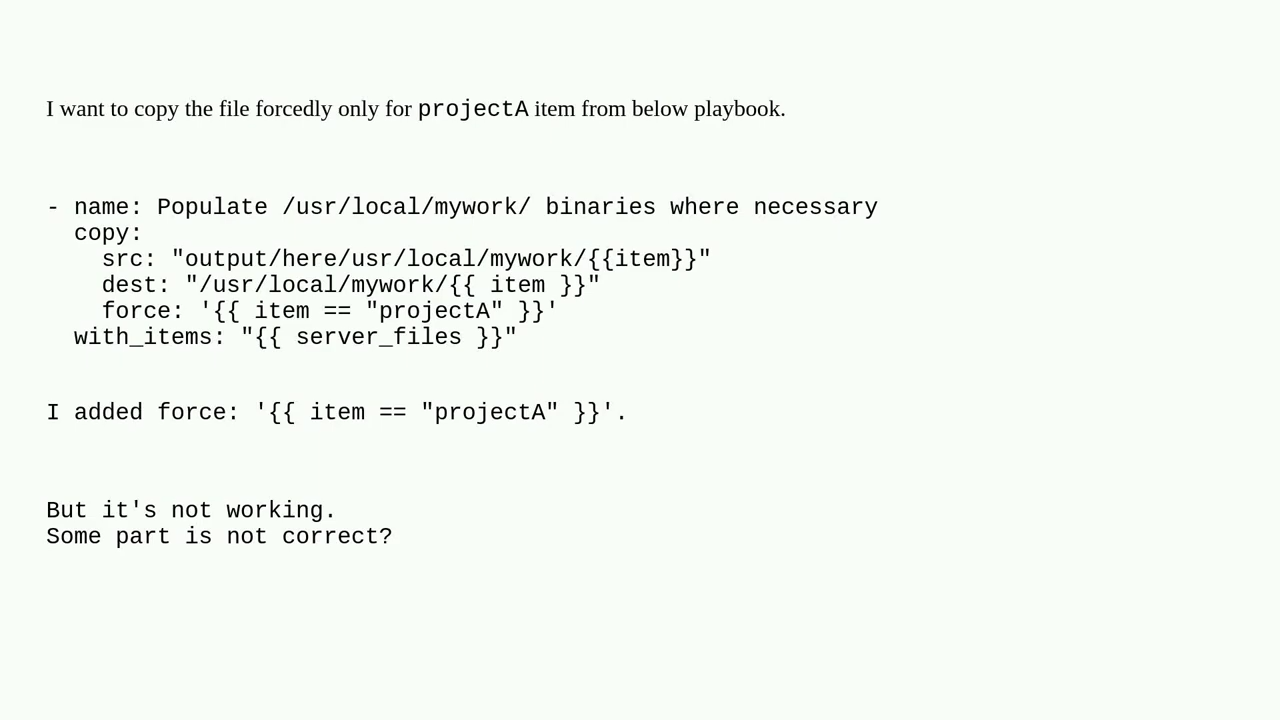 I want to copy the file forcedly only for projectA item from below playbook.
- name: Populate /usr/local/mywork/ binaries where necessary
  copy:
    src: "output/here/usr/local/mywork/{{item}}"
    dest: "/usr/local/mywork/{{ item }}"
    force: '{{ item == "projectA" }}'
  with_items: "{{ server_files }}"
I added force: '{{ item == "projectA" }}'.
But it's not working.
Some part is not correct?